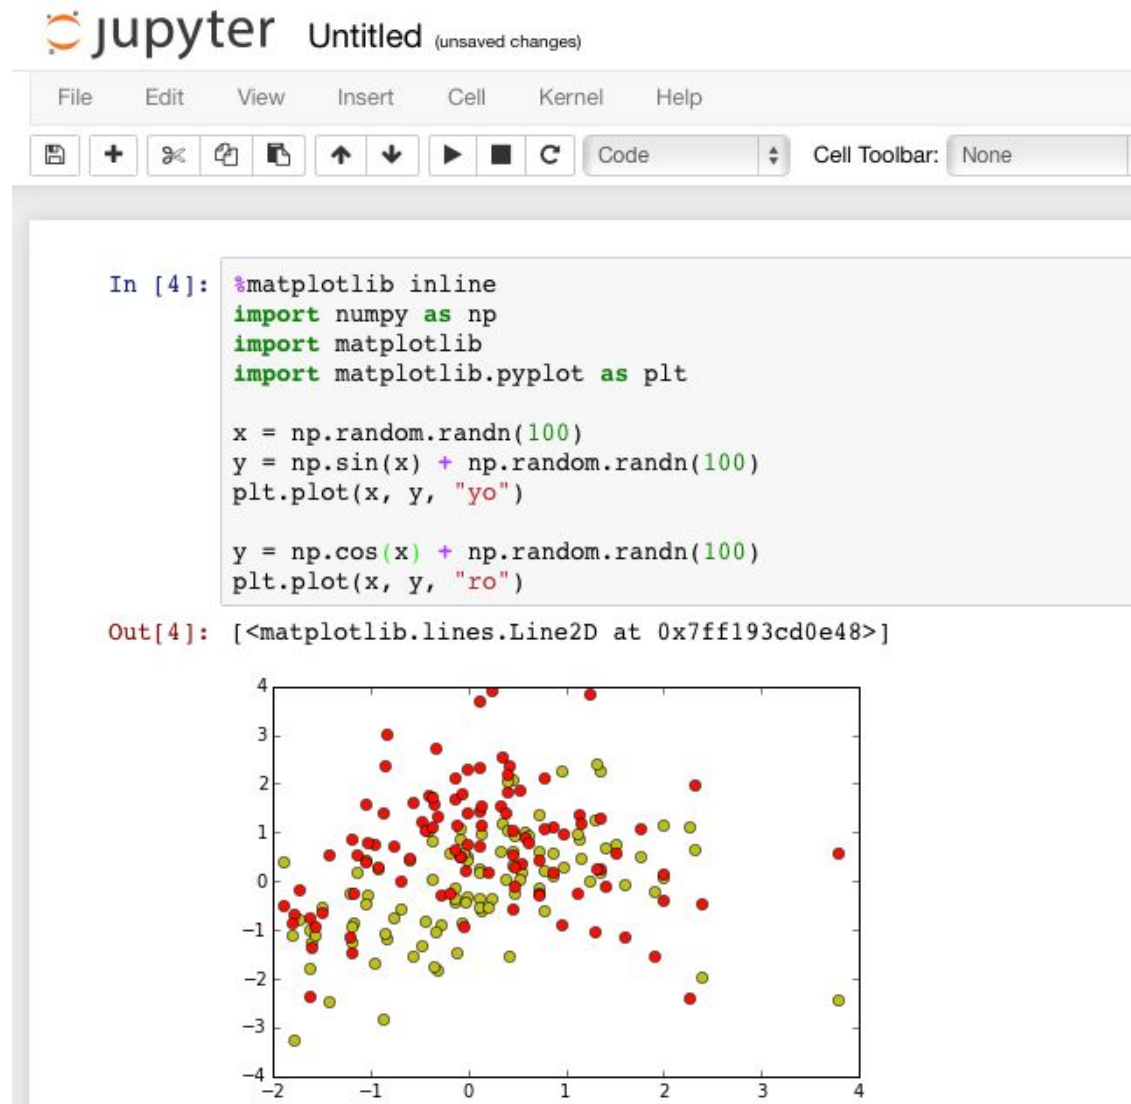 jupyter Untitled (unsaved changes)
File Edit View Insert Cell Kernel Help
Code Cell Toolbar: None
In [4]: %matplotlib inline
import numpy as np
import matplotlib
import matplotlib.pyplot as plt
x = np.random.randn(100)
y = np.sin(x) + np.random.randn(100)
plt.plot(x, y, "yo")
y = np.cos(x) + np.random.randn(100)
plt.plot(x, y, "ro")
Out[4]: [<matplotlib.lines.Line2D at 0x7ff193cd0e48>]
4
3
2
1
0
−1
−2
−3
−4
−2 −1 0 1 2 3 4